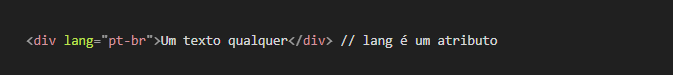 <div lang="pt-br">Um texto qualquer</div> // lang é um atributo